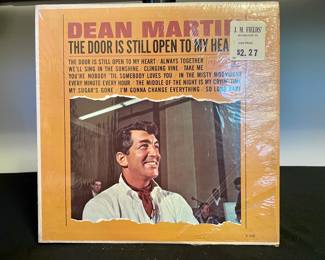 DEAN MARTIN
THE DOOR IS STILL OPEN TO MY HEA
J. M. FIELDS
$2.27
THE DOOR IS STILL OPEN TO MY HEART · ALWAYS TOGETHER
WE'LL SING IN THE SUNSHINE · CLINGING VINE · TAKE ME
YOU'RE NOBODY 'TIL SOMEBODY LOVES YOU · IN THE MISTY MOONLIGHT
EVERY MINUTE EVERY HOUR · THE MIDDLE OF THE NIGHT IS MY CRYING TIME
MY SUGAR'S GONE · I'M GONNA CHANGE EVERYTHING · SO LONG BABY